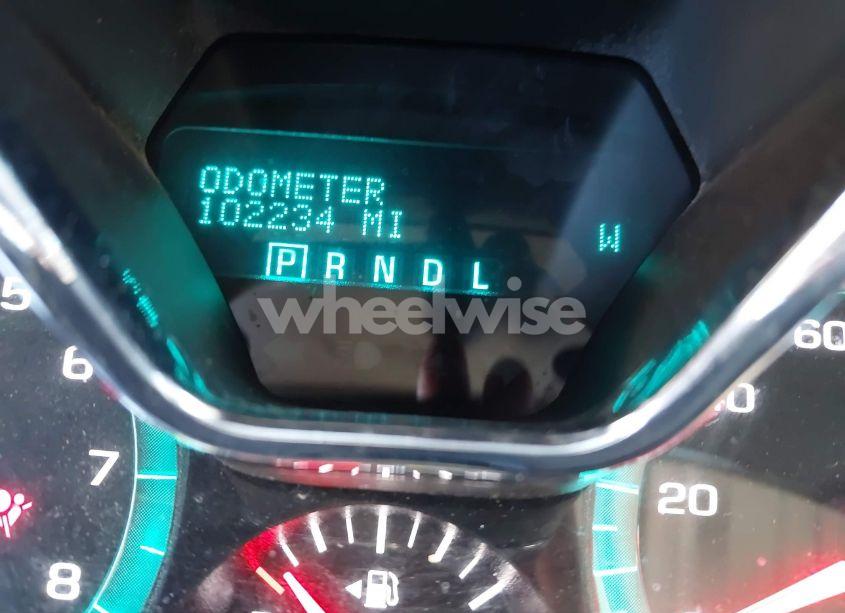 ODOMETER
102234 MI
W
P R N D L
wheelwise
5
6
7
8
20
60